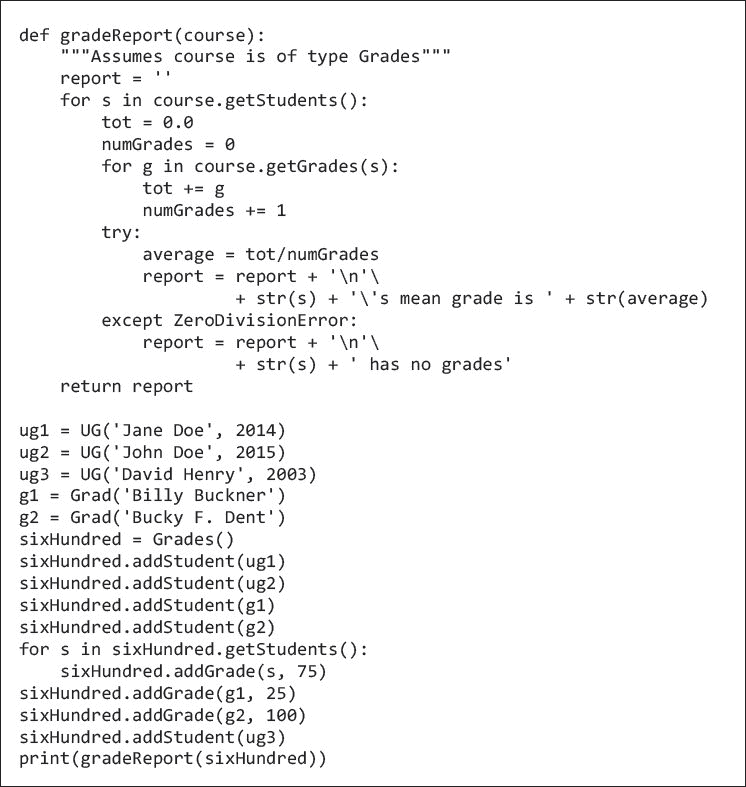 def gradeReport(course):
    """Assumes course is of type Grades"""
    report = ''
    for s in course.getStudents():
        tot = 0.0
        numGrades = 0
        for g in course.getGrades(s):
            tot += g
            numGrades += 1
        try:
            average = tot/numGrades
            report = report + '\n'\
                     + str(s) + '\'s mean grade is ' + str(average)
        except ZeroDivisionError:
            report = report + '\n'\
                     + str(s) + ' has no grades'
    return report

ug1 = UG('Jane Doe', 2014)
ug2 = UG('John Doe', 2015)
ug3 = UG('David Henry', 2003)
g1 = Grad('Billy Buckner')
g2 = Grad('Bucky F. Dent')
sixHundred = Grades()
sixHundred.addStudent(ug1)
sixHundred.addStudent(ug2)
sixHundred.addStudent(g1)
sixHundred.addStudent(g2)
for s in sixHundred.getStudents():
    sixHundred.addGrade(s, 75)
sixHundred.addGrade(g1, 25)
sixHundred.addGrade(g2, 100)
sixHundred.addStudent(ug3)
print(gradeReport(sixHundred))